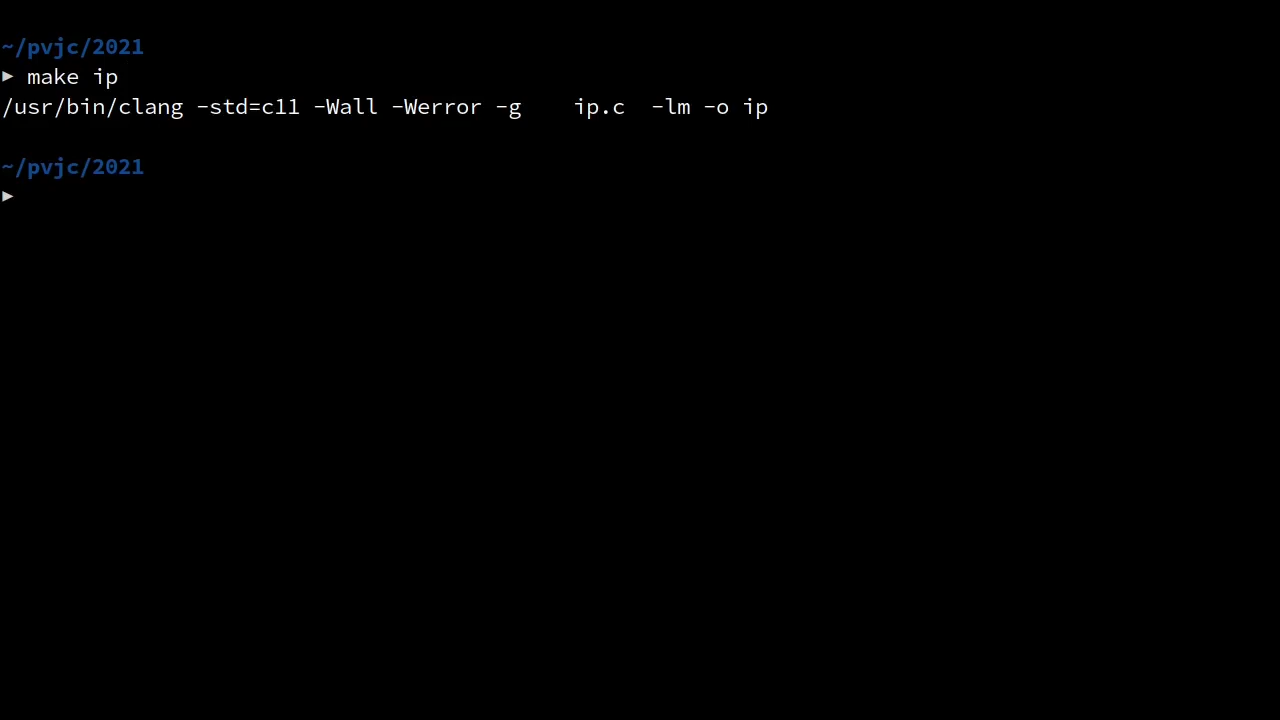 ~/pvjc/2021
▶ make ip
/usr/bin/clang -std=c11 -Wall -Werror -g    ip.c  -lm -o ip
~/pvjc/2021
▶